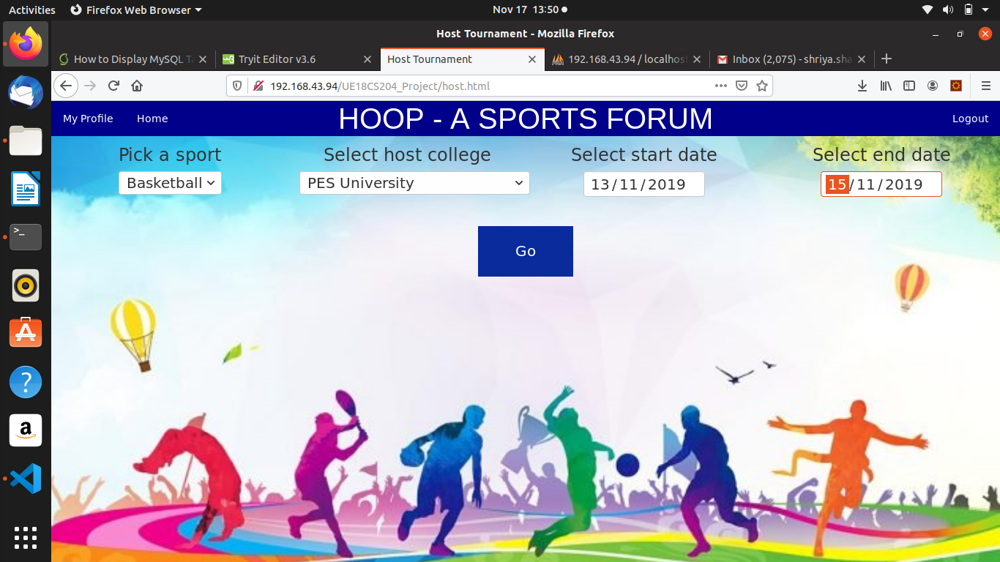 Activities Firefox Web Browser Nov 17 13:50
Host Tournament - Mozilla Firefox
How to Display MySQL Ta Tryit Editor v3.6 Host Tournament 192.168.43.94 / localhost Inbox (2,075) - shriya.sha
192.168.43.94/UE18CS204_Project/host.html
My Profile Home HOOP - A SPORTS FORUM Logout
Pick a sport Select host college Select start date Select end date
Basketball PES University 13/11/2019 15/11/2019
Go